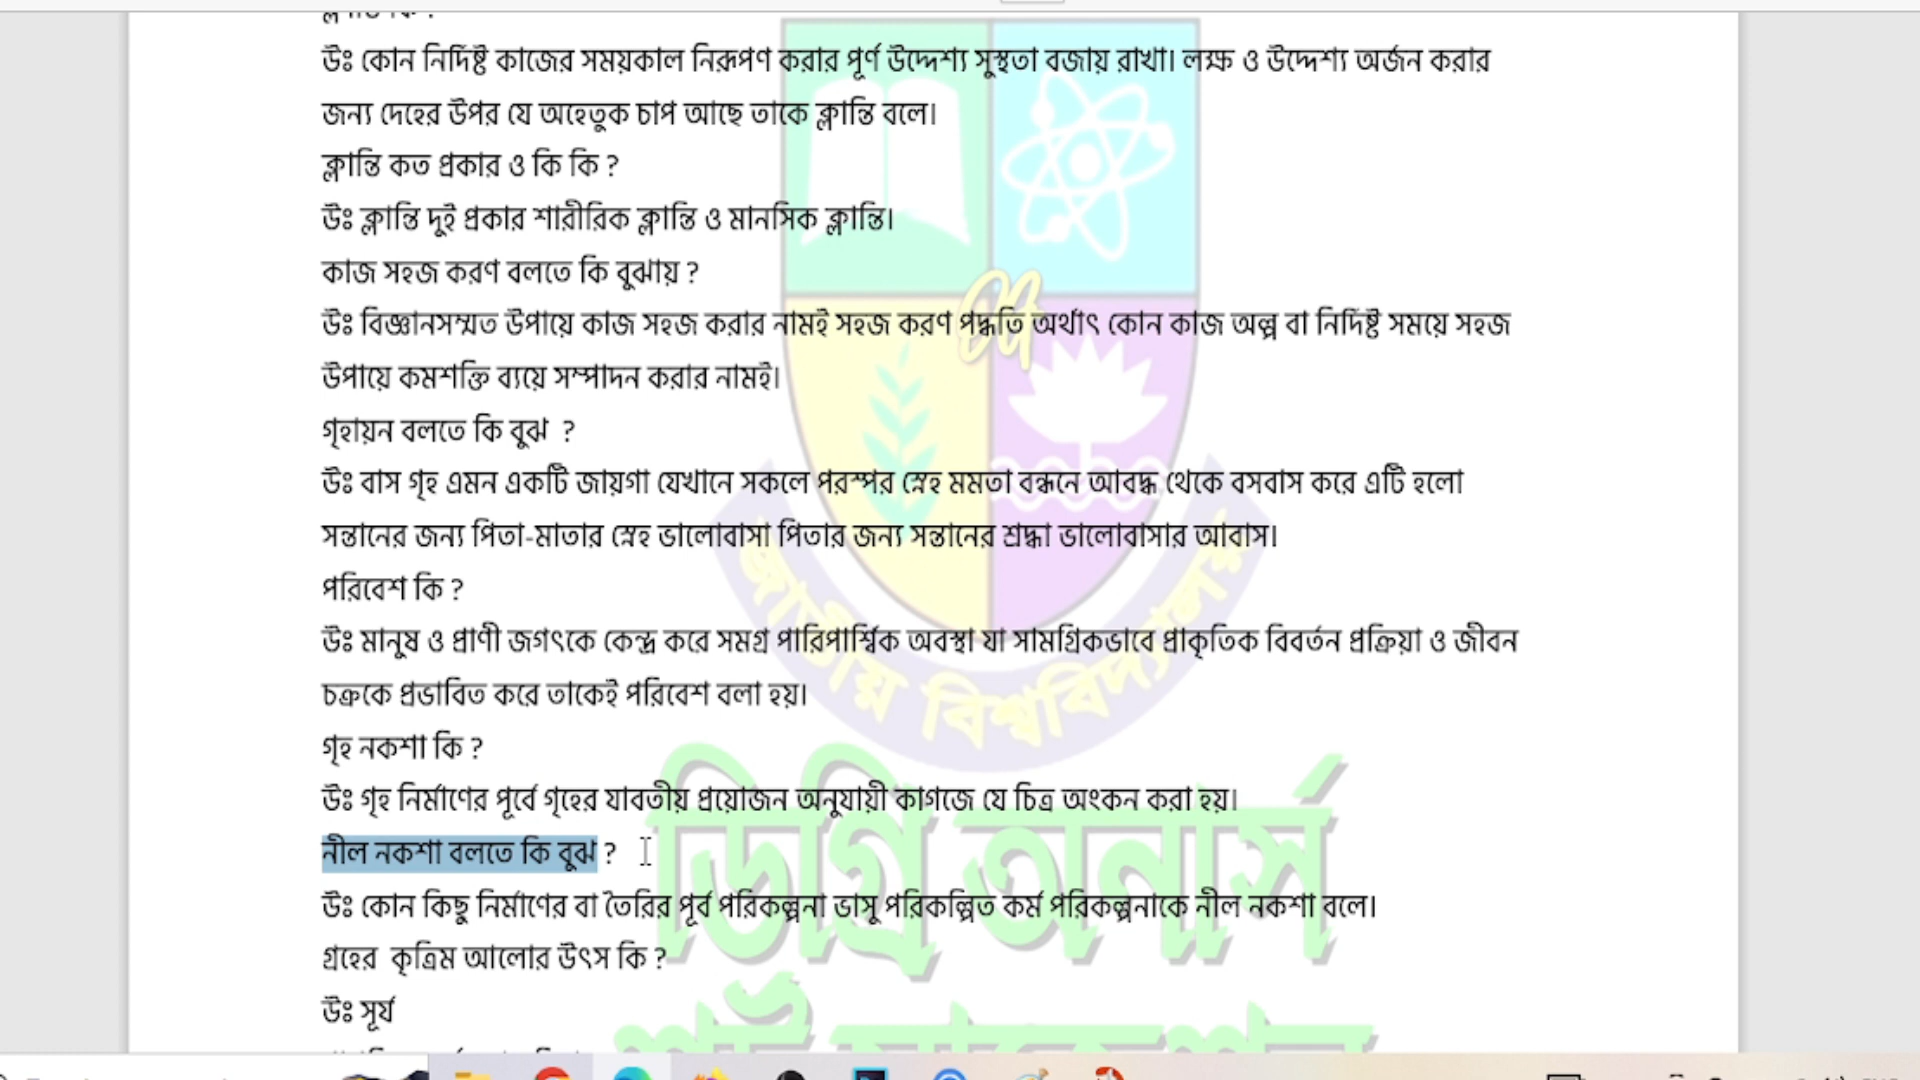 ক্লান্তি কি ?
উঃ কোন নির্দিষ্ট কাজের সময়কাল নিরূপণ করার পূর্ণ উদ্দেশ্য সুস্থতা বজায় রাখা। লক্ষ ও উদ্দেশ্য অর্জন করার
জন্য দেহের উপর যে অহেতুক চাপ আছে তাকে ক্লান্তি বলে।
ক্লান্তি কত প্রকার ও কি কি ?
উঃ ক্লান্তি দুই প্রকার শারীরিক ক্লান্তি ও মানসিক ক্লান্তি।
কাজ সহজ করণ বলতে কি বুঝায় ?
উঃ বিজ্ঞানসম্মত উপায়ে কাজ সহজ করার নামই সহজ করণ পদ্ধতি অর্থাৎ কোন কাজ অল্প বা নির্দিষ্ট সময়ে সহজ
উপায়ে কমশক্তি ব্যয়ে সম্পাদন করার নামই।
গৃহায়ন বলতে কি বুঝ ?
উঃ বাস গৃহ এমন একটি জায়গা যেখানে সকলে পরস্পর স্নেহ মমতা বন্ধনে আবদ্ধ থেকে বসবাস করে এটি হলো
সন্তানের জন্য পিতা-মাতার স্নেহ ভালোবাসা পিতার জন্য সন্তানের শ্রদ্ধা ভালোবাসার আবাস।
পরিবেশ কি ?
উঃ মানুষ ও প্রাণী জগৎকে কেন্দ্র করে সমগ্র পারিপার্শ্বিক অবস্থা যা সামগ্রিকভাবে প্রাকৃতিক বিবর্তন প্রক্রিয়া ও জীবন
চক্রকে প্রভাবিত করে তাকেই পরিবেশ বলা হয়।
গৃহ নকশা কি ?
উঃ গৃহ নির্মাণের পূর্বে গৃহের যাবতীয় প্রয়োজন অনুযায়ী কাগজে যে চিত্র অংকন করা হয়।
নীল নকশা বলতে কি বুঝ ?
উঃ কোন কিছু নির্মাণের বা তৈরির পূর্ব পরিকল্পনা ভাসু পরিকল্পিত কর্ম পরিকল্পনাকে নীল নকশা বলে।
গ্রহের কৃত্রিম আলোর উৎস কি ?
উঃ সূর্য
জাতীয় বিশ্ববিদ্যালয়
ডিগ্রি অনার্স